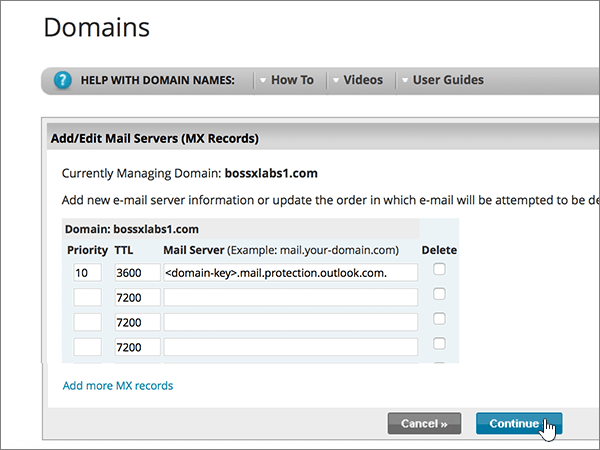 Domains
? HELP WITH DOMAIN NAMES: How To Videos User Guides
Add/Edit Mail Servers (MX Records)
Currently Managing Domain: bossxlabs1.com
Add new e-mail server information or update the order in which e-mail will be attempted to be de
Domain: bossxlabs1.com
Priority TTL Mail Server (Example: mail.your-domain.com) Delete
10 3600 <domain-key>.mail.protection.outlook.com.
7200
7200
7200
Add more MX records
Cancel » Continue